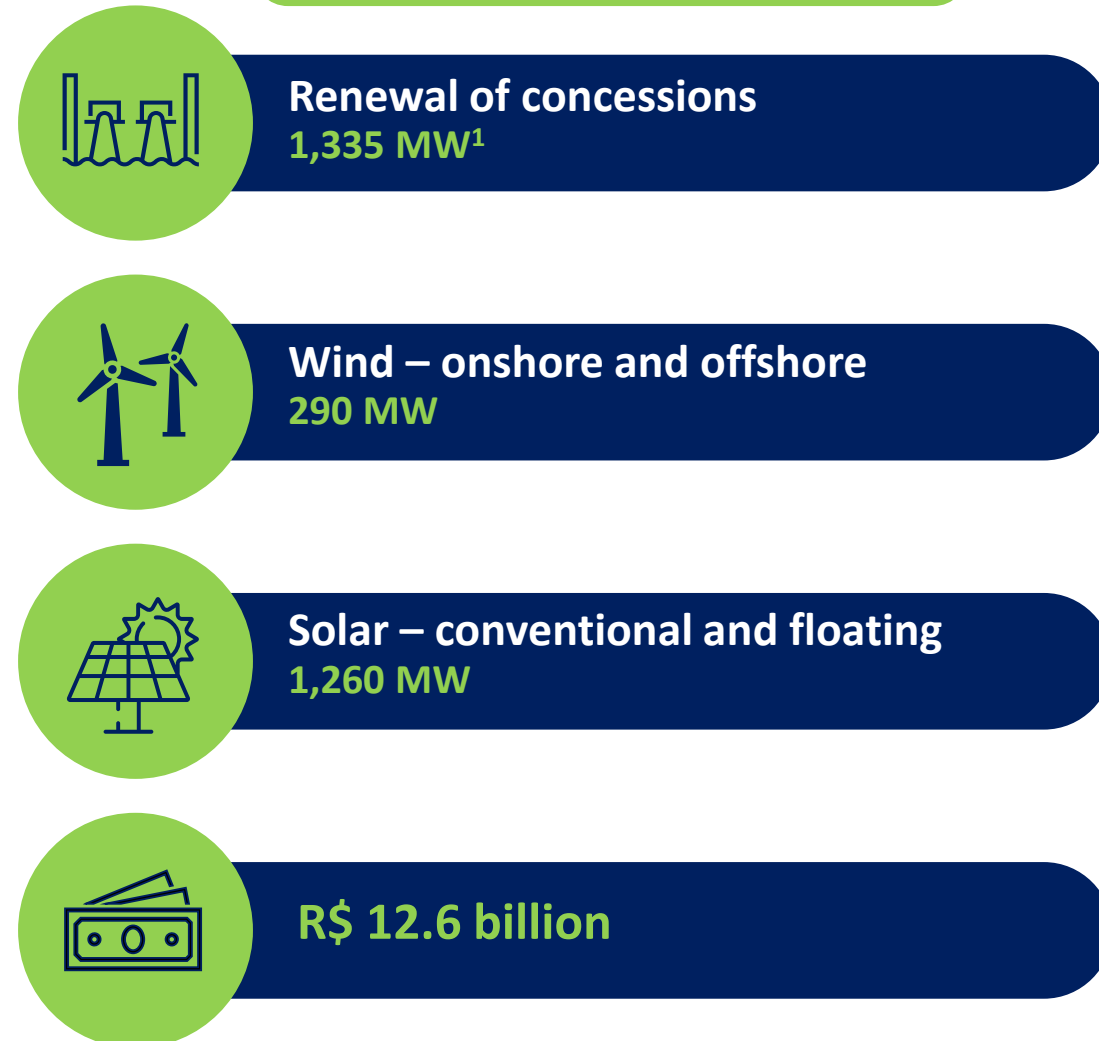 Renewal of concessions
1,335 MW¹
Wind – onshore and offshore
290 MW
Solar – conventional and floating
1,260 MW
R$ 12.6 billion